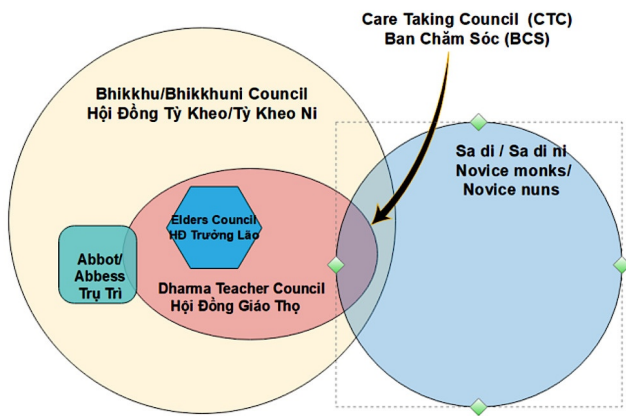 Care Taking Council (CTC)
Ban Chăm Sóc (BCS)
Bhikkhu/Bhikkhuni Council
Hội Đồng Tỳ Kheo/Tỳ Kheo Ni
Sa di / Sa di ni
Novice monks/
Novice nuns
Elders Council
HĐ Trưởng Lão
Abbot/
Abbess
Trụ Trì
Dharma Teacher Council
Hội Đồng Giáo Thọ